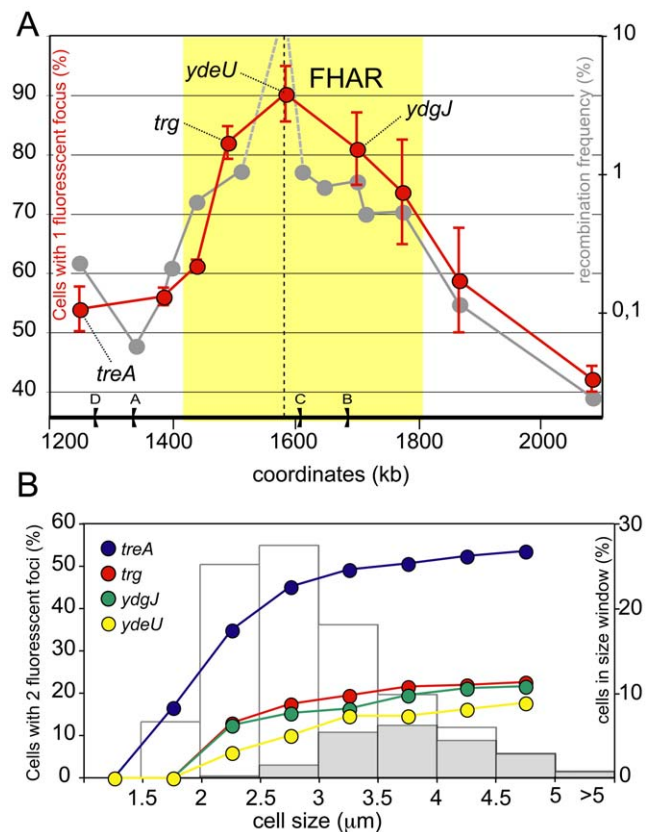 A
Cells with 1 fluoresscent focus (%)
90
80
70
60
50
40
ydeU
FHAR
trg
ydgJ
treA
10
1
0,1
recombination frequency (%)
D A C B
1200 1400 1600 1800 2000
coordinates (kb)
B
Cells with 2 fluoresscent foci (%)
60
50
40
30
20
10
0
treA
trg
ydgJ
ydeU
30
20
10
0
cells in size window (%)
1.5 2 2.5 3 3.5 4 4.5 5 >5
cell size (μm)